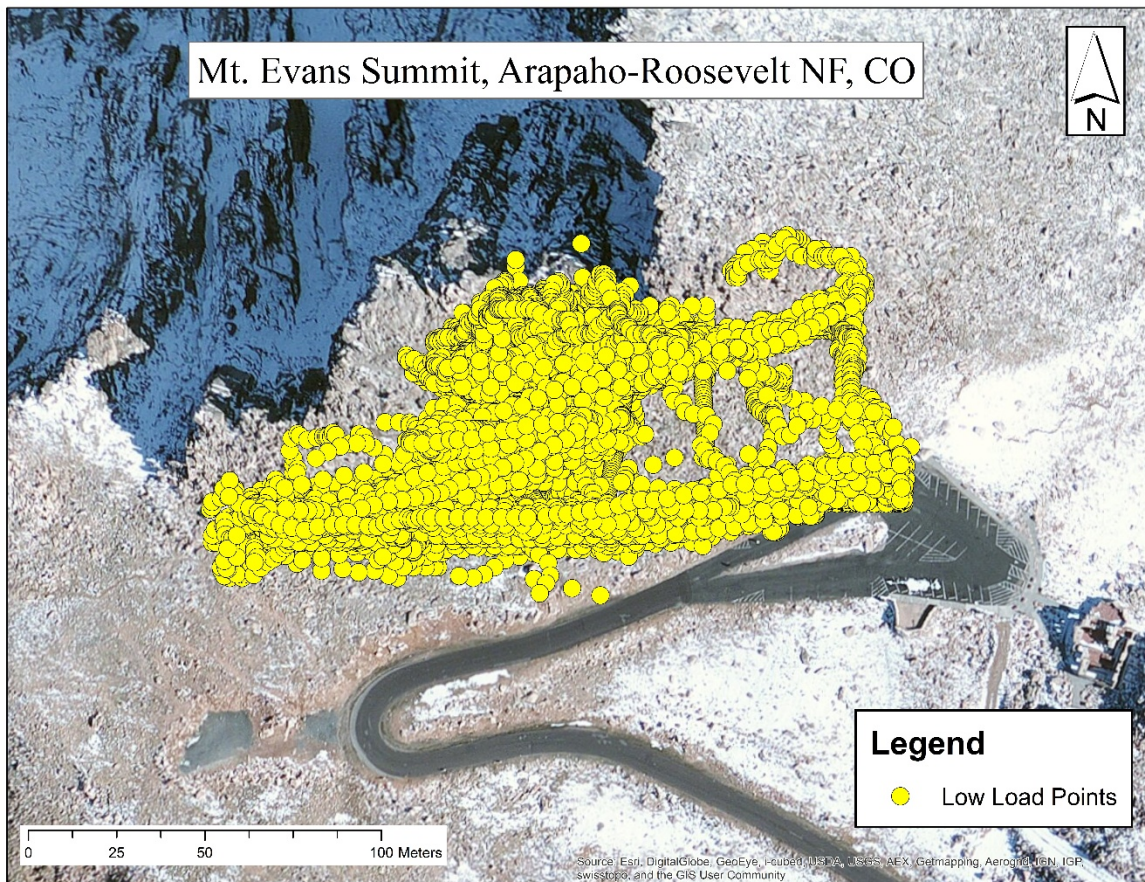 Mt. Evans Summit, Arapaho-Roosevelt NF, CO
N
Legend
Low Load Points
0 25 50 100 Meters
Source: Esri, DigitalGlobe, GeoEye, i-cubed, USDA, USGS, AEX, Getmapping, Aerogrid, IGN, IGP,
swisstopo, and the GIS User Community